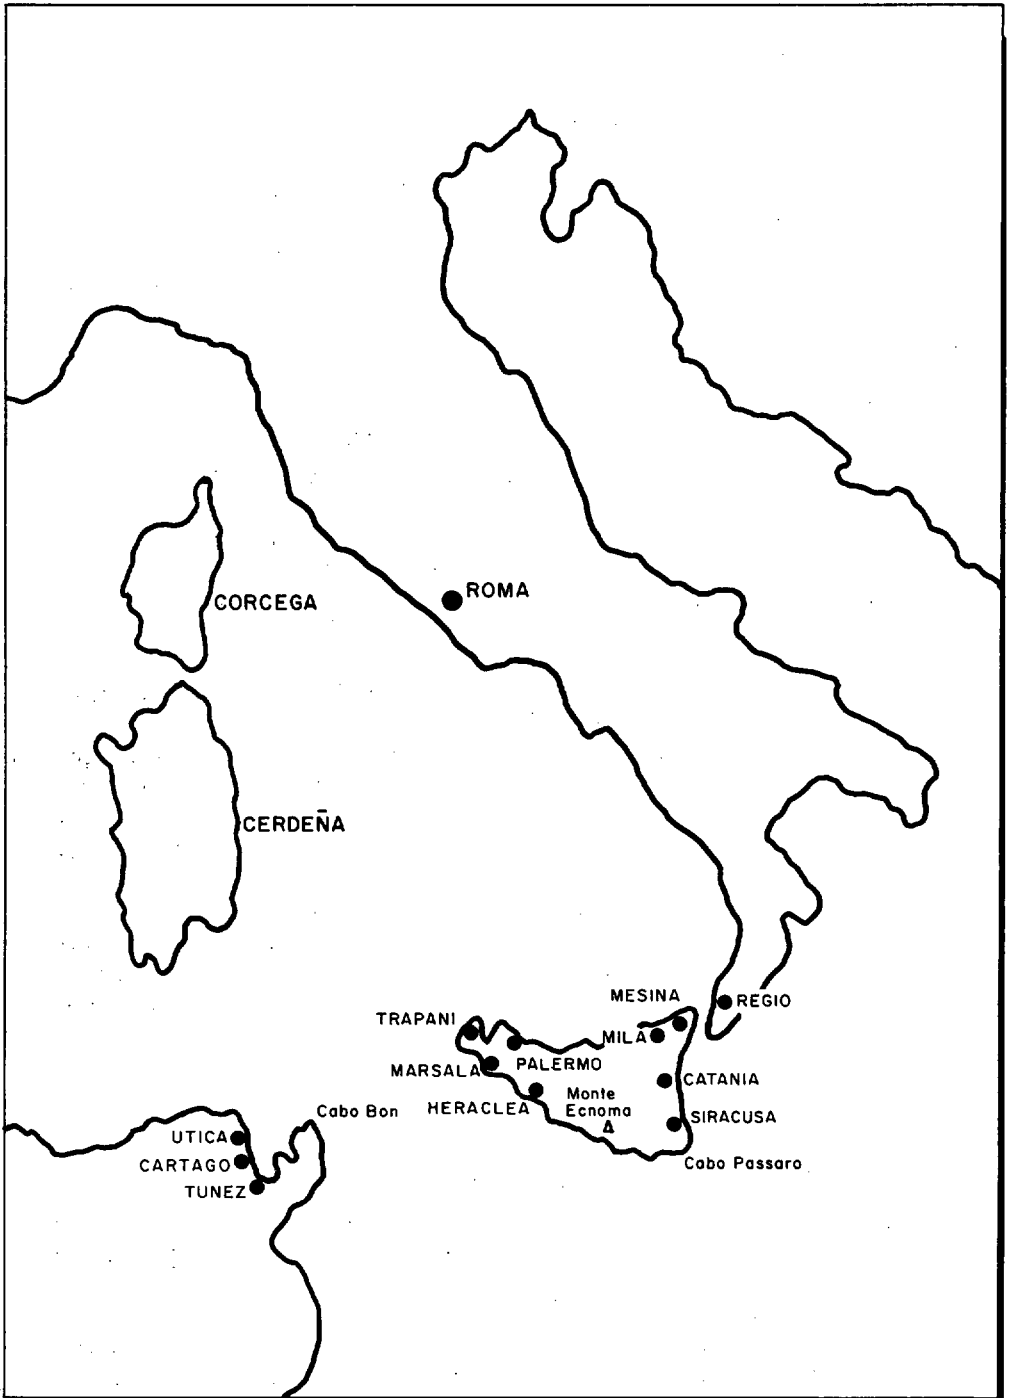 ROMA
CORCEGA
CERDEÑA
MESINA
REGIO
TRAPANI
MILA
PALERMO
MARSALA
CATANIA
Monte
Ecnoma
HERACLEA
Cabo Bon
SIRACUSA
UTICA
CARTAGO
Cabo Passaro
TUNEZ